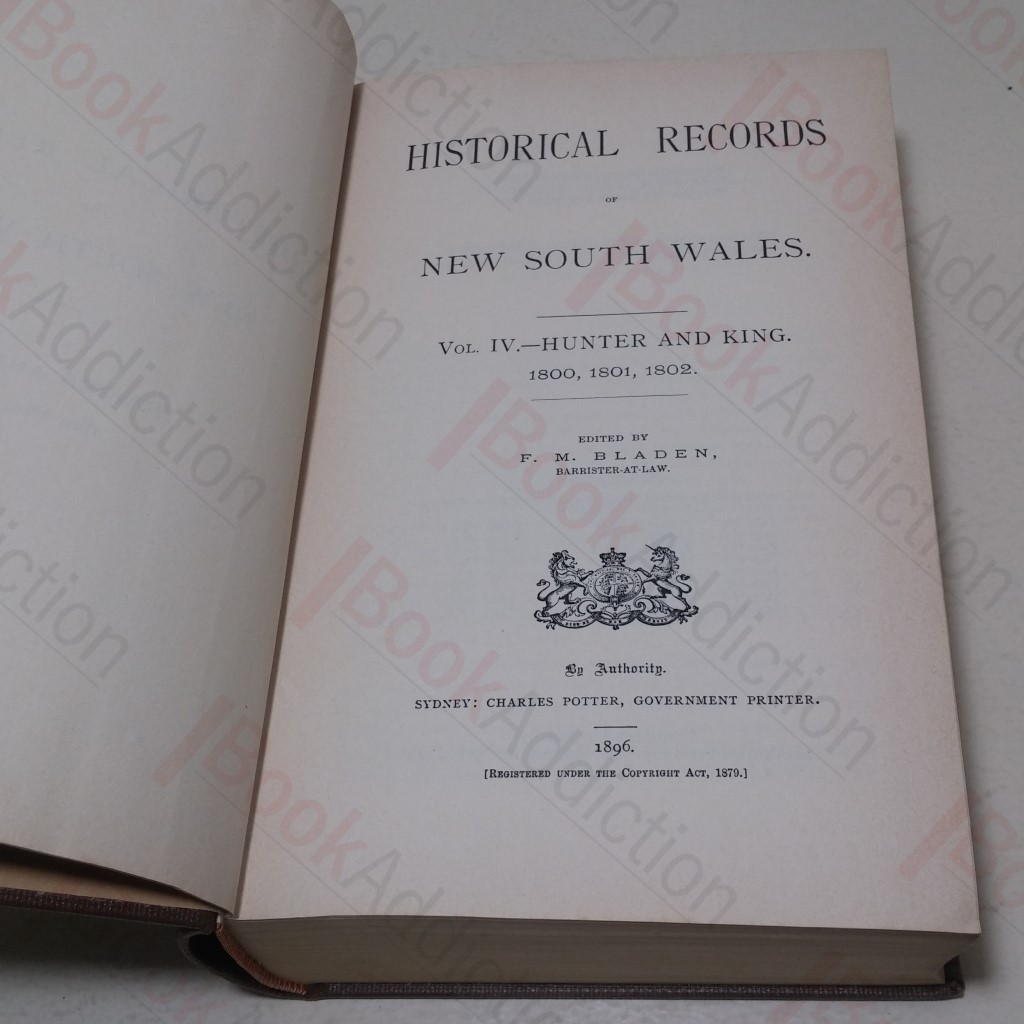 HISTORICAL RECORDS
OF
NEW SOUTH WALES.
VOL. IV.—HUNTER AND KING.
1800, 1801, 1802.
EDITED BY
F. M. BLADEN,
BARRISTER-AT-LAW.
By Authority.
SYDNEY: CHARLES POTTER, GOVERNMENT PRINTER.
1896.
[REGISTERED UNDER THE COPYRIGHT ACT, 1879.]
BookAddiction